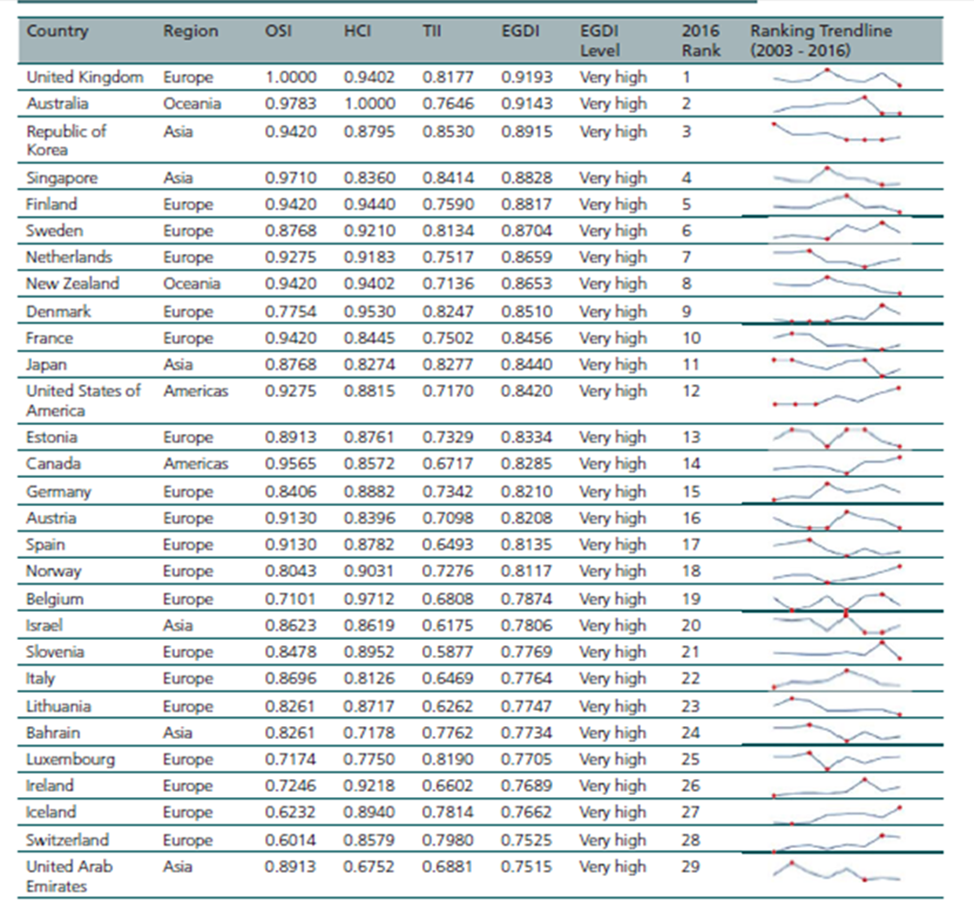 Country Region OSI HCI TII EGDI EGDI Level 2016 Rank Ranking Trendline (2003 - 2016)
United Kingdom Europe 1.0000 0.9402 0.8177 0.9193 Very high 1
Australia Oceania 0.9783 1.0000 0.7646 0.9143 Very high 2
Republic of Korea Asia 0.9420 0.8795 0.8530 0.8915 Very high 3
Singapore Asia 0.9710 0.8360 0.8414 0.8828 Very high 4
Finland Europe 0.9420 0.9440 0.7590 0.8817 Very high 5
Sweden Europe 0.8768 0.9210 0.8134 0.8704 Very high 6
Netherlands Europe 0.9275 0.9183 0.7517 0.8659 Very high 7
New Zealand Oceania 0.9420 0.9402 0.7136 0.8653 Very high 8
Denmark Europe 0.7754 0.9530 0.8247 0.8510 Very high 9
France Europe 0.9420 0.8445 0.7502 0.8456 Very high 10
Japan Asia 0.8768 0.8274 0.8277 0.8440 Very high 11
United States of America Americas 0.9275 0.8815 0.7170 0.8420 Very high 12
Estonia Europe 0.8913 0.8761 0.7329 0.8334 Very high 13
Canada Americas 0.9565 0.8572 0.6717 0.8285 Very high 14
Germany Europe 0.8406 0.8882 0.7342 0.8210 Very high 15
Austria Europe 0.9130 0.8396 0.7098 0.8208 Very high 16
Spain Europe 0.9130 0.8782 0.6493 0.8135 Very high 17
Norway Europe 0.8043 0.9031 0.7276 0.8117 Very high 18
Belgium Europe 0.7101 0.9712 0.6808 0.7874 Very high 19
Israel Asia 0.8623 0.8619 0.6175 0.7806 Very high 20
Slovenia Europe 0.8478 0.8952 0.5877 0.7769 Very high 21
Italy Europe 0.8696 0.8126 0.6469 0.7764 Very high 22
Lithuania Europe 0.8261 0.8717 0.6262 0.7747 Very high 23
Bahrain Asia 0.8261 0.7178 0.7762 0.7734 Very high 24
Luxembourg Europe 0.7174 0.7750 0.8190 0.7705 Very high 25
Ireland Europe 0.7246 0.9218 0.6602 0.7689 Very high 26
Iceland Europe 0.6232 0.8940 0.7814 0.7662 Very high 27
Switzerland Europe 0.6014 0.8579 0.7980 0.7525 Very high 28
United Arab Emirates Asia 0.8913 0.6752 0.6881 0.7515 Very high 29